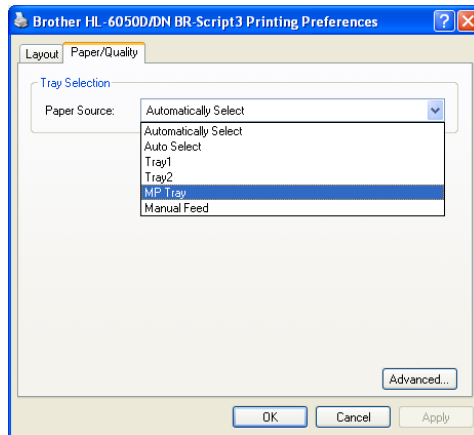 Brother HL-6050D/DN BR-Script3 Printing Preferences
Layout Paper/Quality
Tray Selection
Paper Source: Automatically Select
Automatically Select
Auto Select
Tray1
Tray2
MP Tray
Manual Feed
Advanced...
OK Cancel Apply